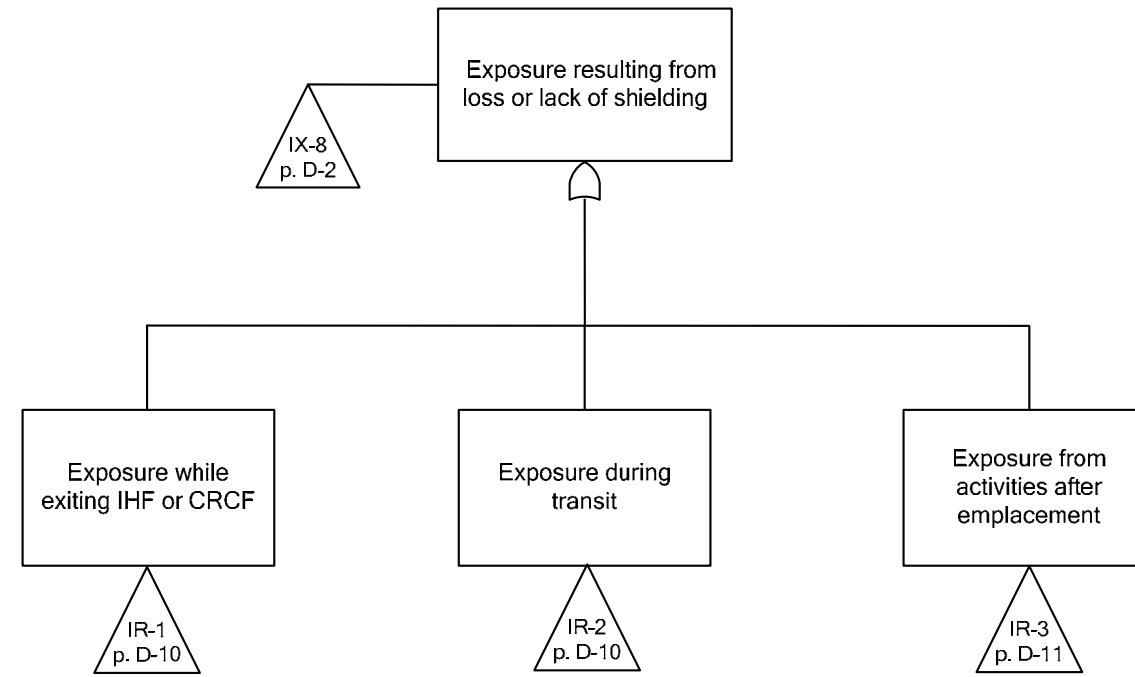 Exposure resulting from
loss or lack of shielding
IX-8
p. D-2
Exposure while
exiting IHF or CRCF
Exposure during
transit
Exposure from
activities after
emplacement
IR-1
p. D-10
IR-2
p. D-10
IR-3
p. D-11